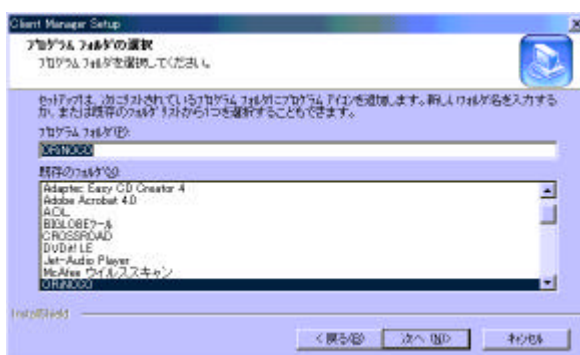 Client Manager Setup
プログラム フォルダの選択
プログラム フォルダを選択してください。
セットアップは、次にリストされているプログラム フォルダにプログラム アイコンを追加します。新しいフォルダ名を入力する
か、または既存のフォルダ リストから1つを選択することもできます。
プログラム フォルダ(P):
ORiNOCO
既存のフォルダ(X):
Adaptec Easy CD Creator 4
Adobe Acrobat 4.0
AOL
BIGLOBEツール
CROSSROAD
DVDit! LE
Jet-Audio Player
McAfee ウイルススキャン
ORiNOCO
InstallShield
< 戻る(B)
次へ (N)>
キャンセル